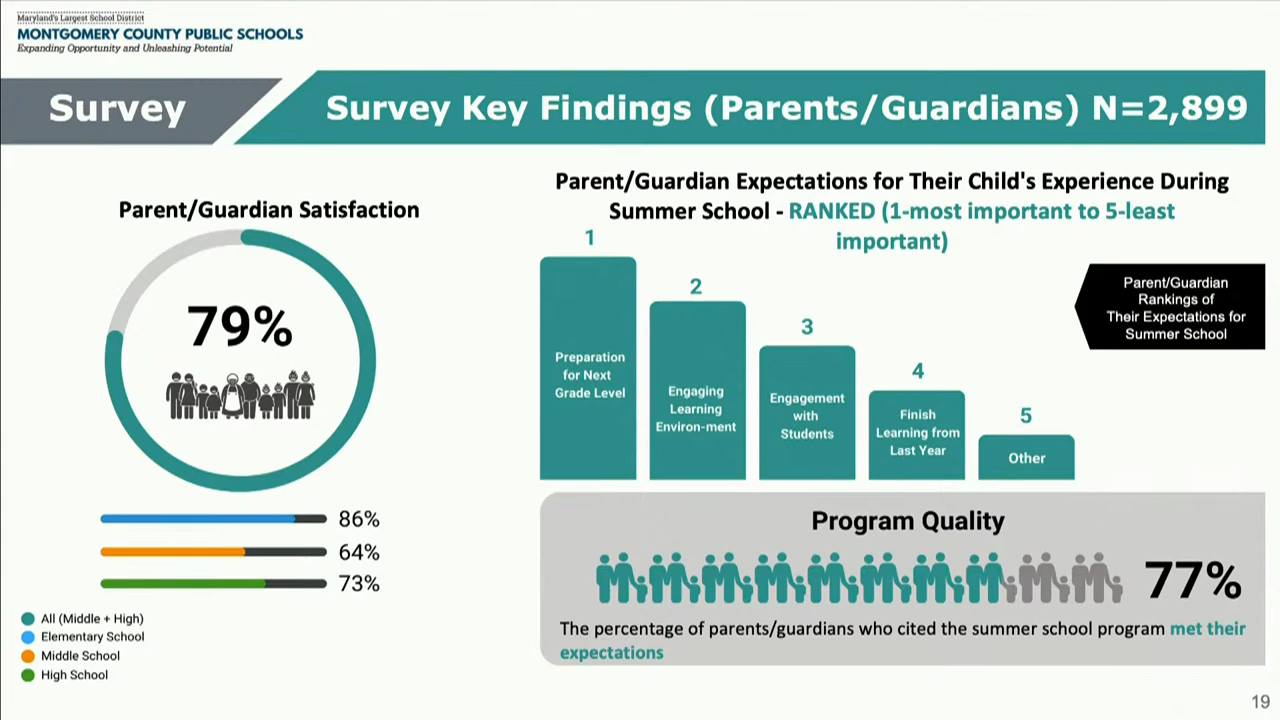 Maryland's Largest School District
MONTGOMERY COUNTY PUBLIC SCHOOLS
Expanding Opportunity and Unleashing Potential
Survey
Survey Key Findings (Parents/Guardians) N=2,899
Parent/Guardian Satisfaction
79%
86%
64%
73%
All (Middle + High)
Elementary School
Middle School
High School
Parent/Guardian Expectations for Their Child's Experience During
Summer School - RANKED (1-most important to 5-least
important)
1
Preparation
for Next
Grade Level
2
Engaging
Learning
Environ-ment
3
Engagement
with
Students
4
Finish
Learning from
Last Year
5
Other
Parent/Guardian
Rankings of
Their Expectations for
Summer School
Program Quality
77%
The percentage of parents/guardians who cited the summer school program met their
expectations
19